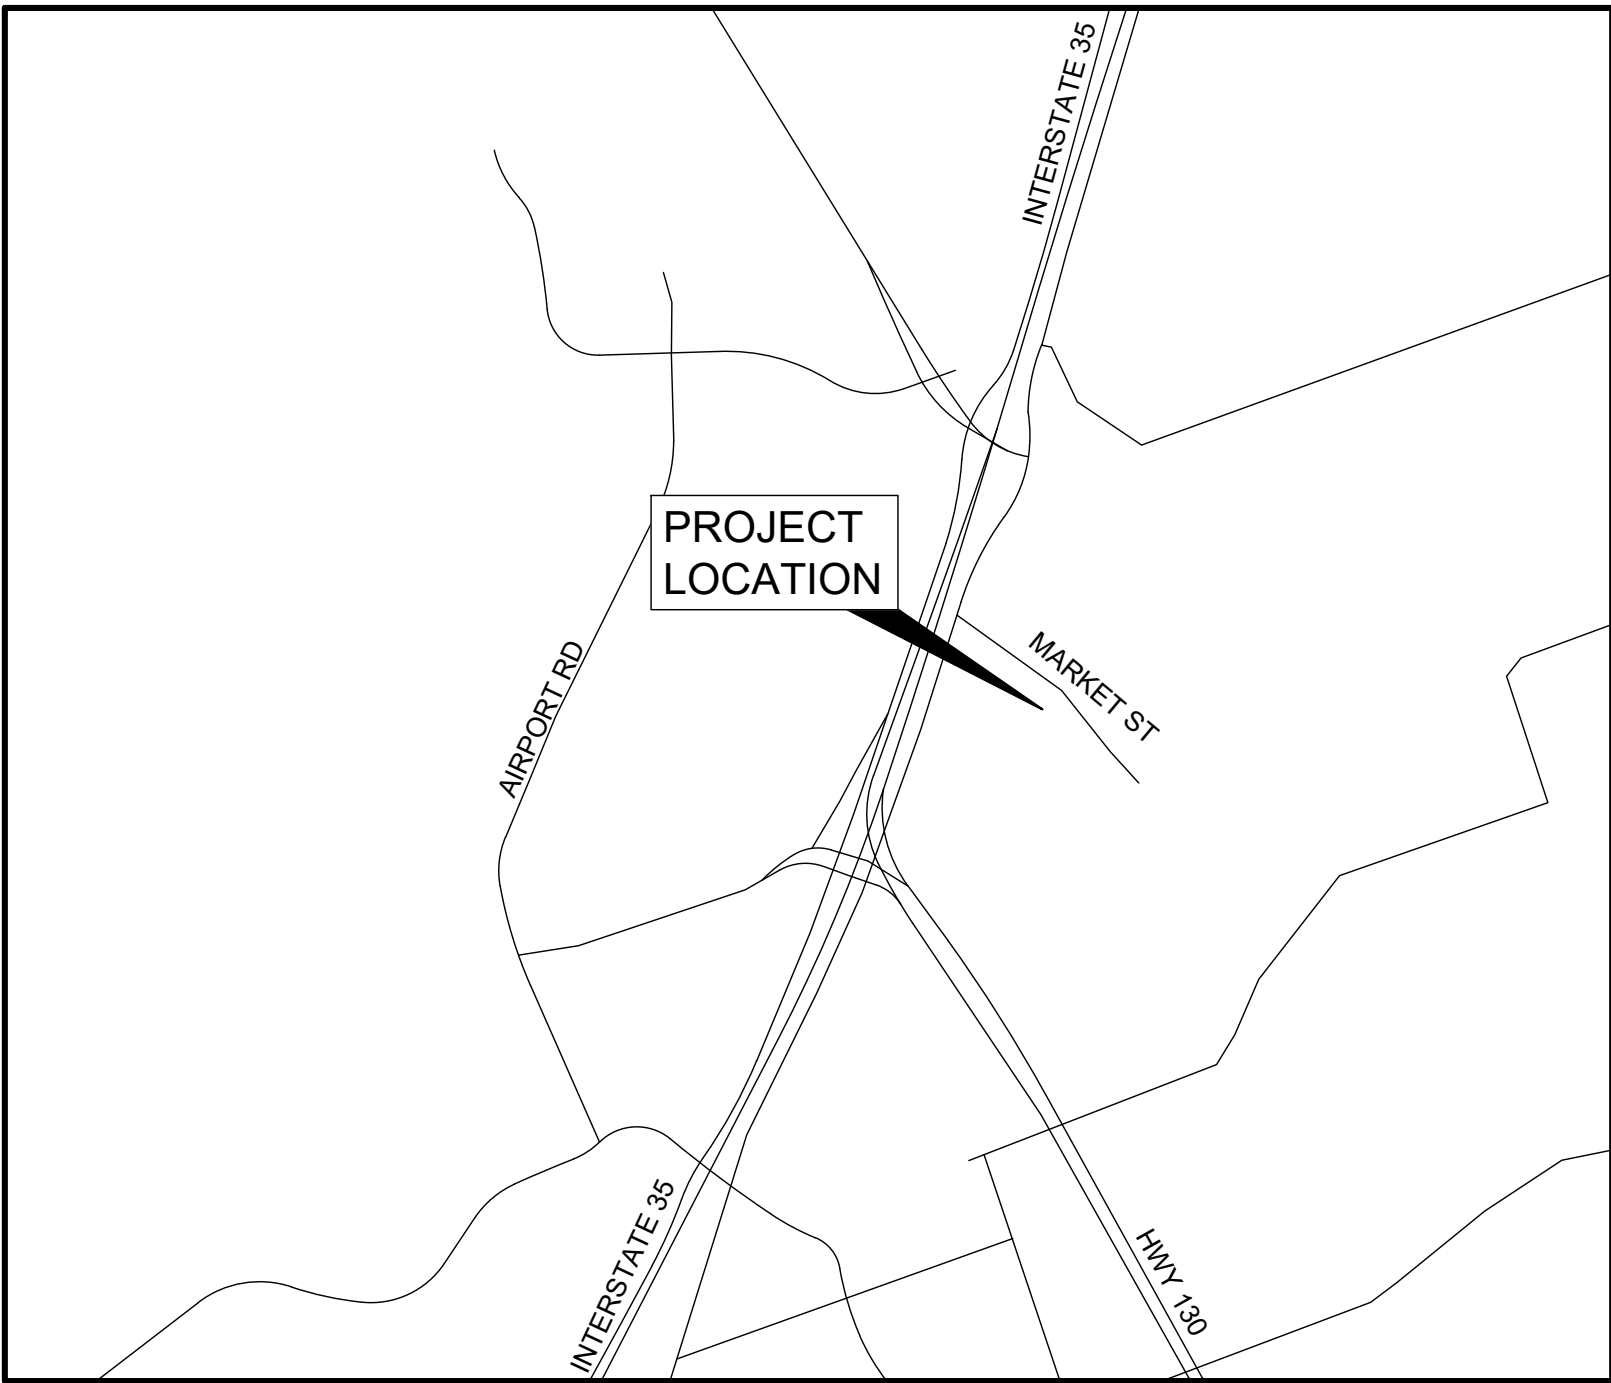 INTERSTATE 35
PROJECT
LOCATION
MARKET ST
AIRPORT RD
INTERSTATE 35
HWY 130